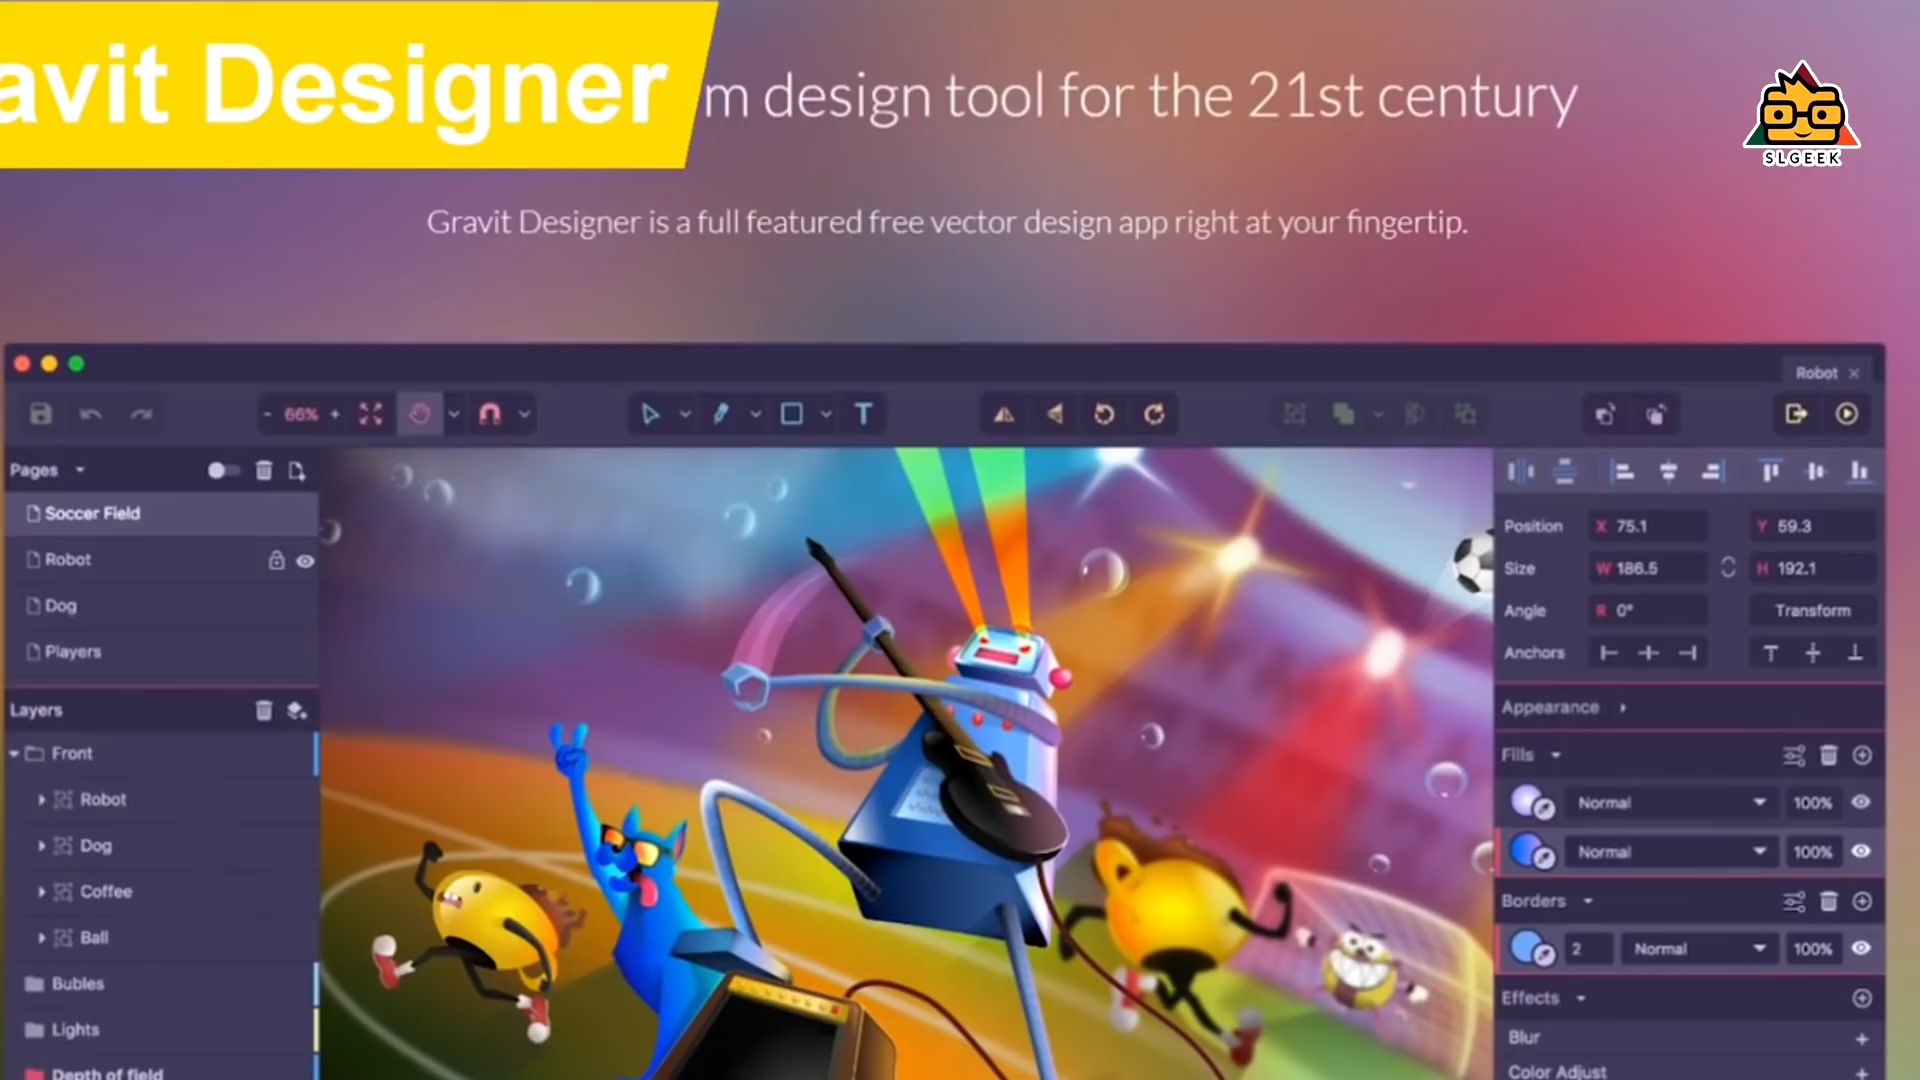 avit Designer
m design tool for the 21st century
SLGEEK
Gravit Designer is a full featured free vector design app right at your fingertip.
Robot
- 66% +
T
Pages
Soccer Field
Robot
Dog
Players
Layers
Front
Robot
Dog
Coffee
Ball
Bubles
Lights
Depth of field
Position X 75.1 Y 59.3
Size W 186.5 H 192.1
Angle R 0° Transform
Anchors
Appearance
Fills
Normal 100%
Normal 100%
Borders
2 Normal 100%
Effects
Blur +
Color Adjust +